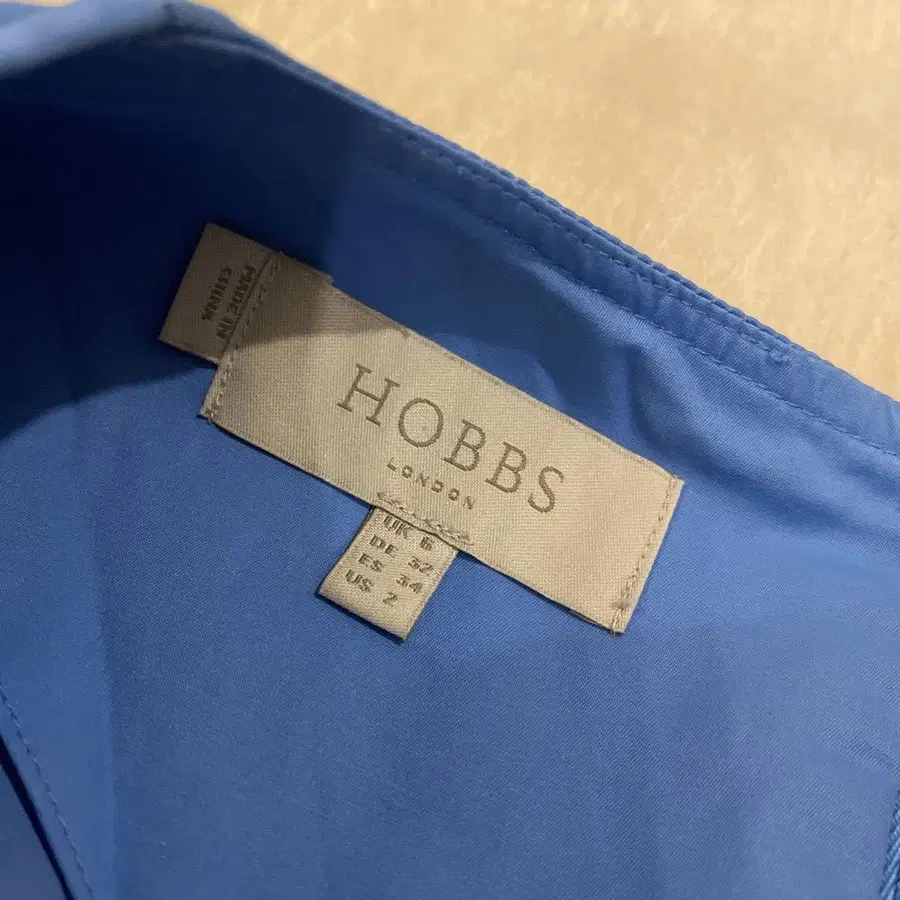 MADE IN
CHINA
HOBBS
LONDON
UK 6
DE 32
ES 34
US 2